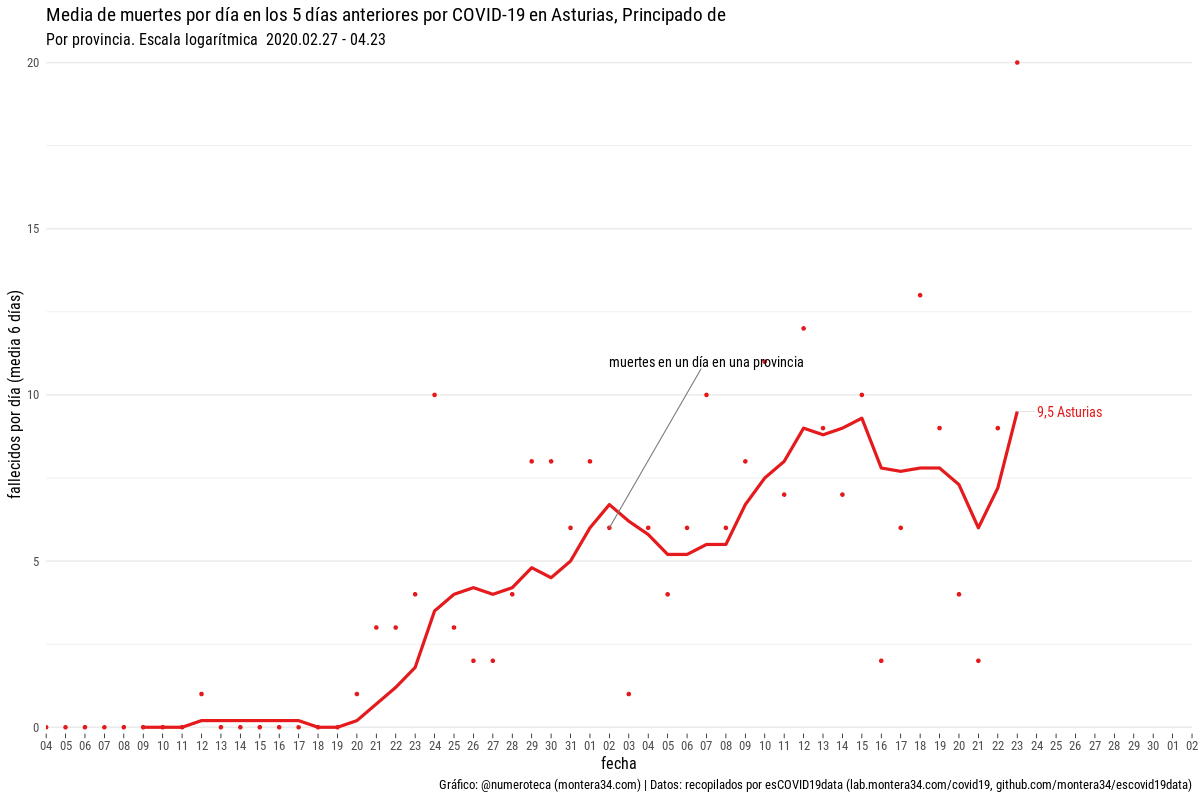 Media de muertes por día en los 5 días anteriores por COVID-19 en Asturias, Principado de
Por provincia. Escala logarítmica 2020.02.27 - 04.23
20
15
10
5
0
fallecidos por día (media 6 días)
muertes en un día en una provincia
9,5 Asturias
04 05 06 07 08 09 10 11 12 13 14 15 16 17 18 19 20 21 22 23 24 25 26 27 28 29 30 31 01 02 03 04 05 06 07 08 09 10 11 12 13 14 15 16 17 18 19 20 21 22 23 24 25 26 27 28 29 30 01 02
fecha
Gráfico: @numeroteca (montera34.com) | Datos: recopilados por esCOVID19data (lab.montera34.com/covid19, github.com/montera34/escovid19data)